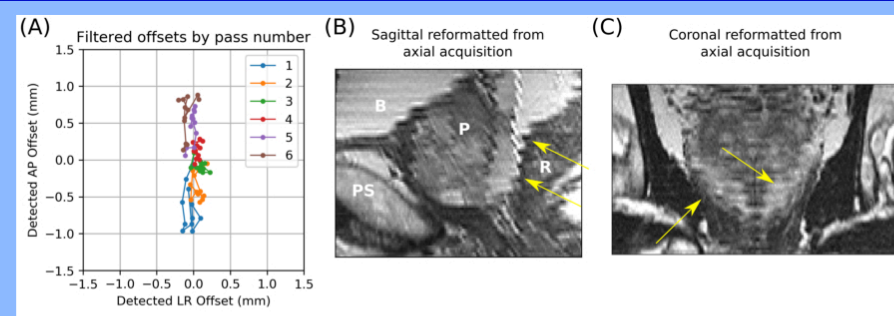 (A)
Filtered offsets by pass number
1.5
1.0
0.5
0.0
−0.5
−1.0
−1.5
Detected AP Offset (mm)
1
2
3
4
5
6
−1.5 −1.0 −0.5 0.0 0.5 1.0 1.5
Detected LR Offset (mm)
(B)
Sagittal reformatted from
axial acquisition
B
P
R
PS
(C)
Coronal reformatted from
axial acquisition